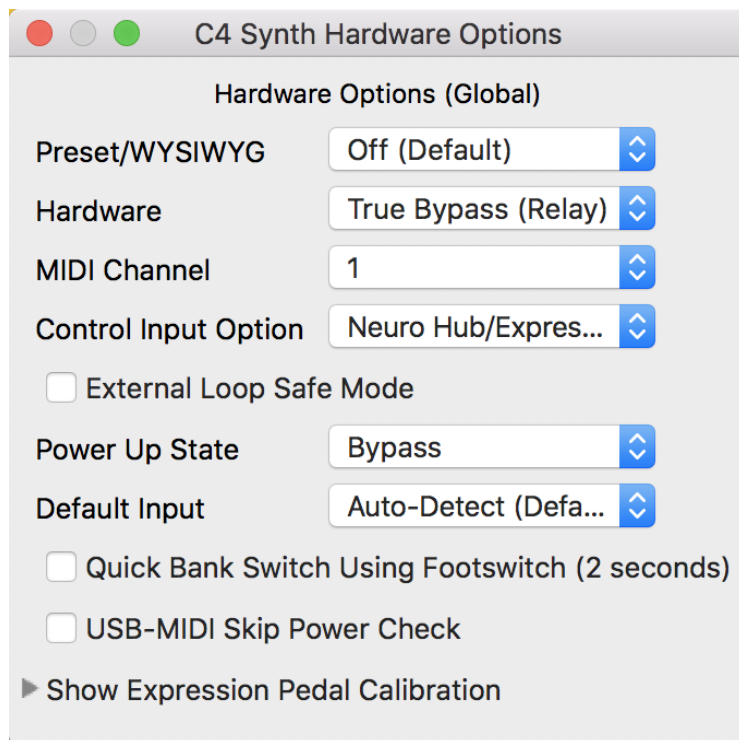 C4 Synth Hardware Options
Hardware Options (Global)
Preset/WYSIWYG Off (Default)
Hardware True Bypass (Relay)
MIDI Channel 1
Control Input Option Neuro Hub/Expres...
External Loop Safe Mode
Power Up State Bypass
Default Input Auto-Detect (Defa...
Quick Bank Switch Using Footswitch (2 seconds)
USB-MIDI Skip Power Check
Show Expression Pedal Calibration